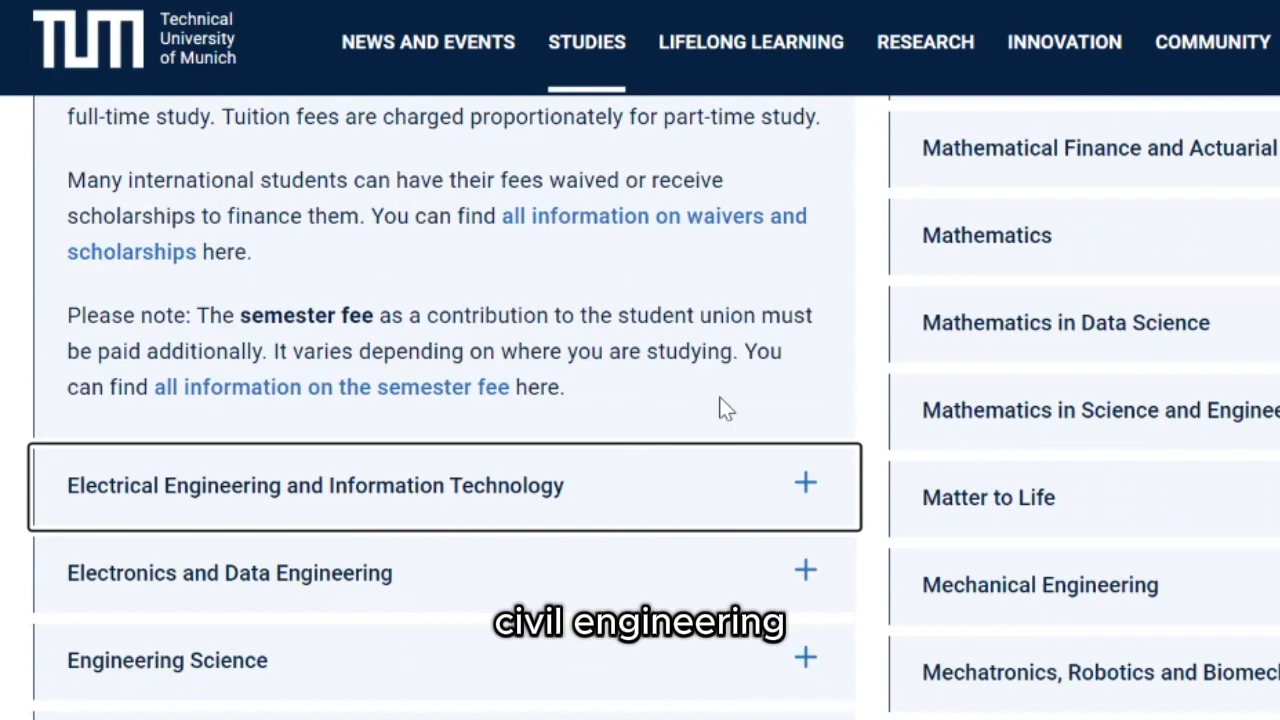 Technical
University
of Munich
NEWS AND EVENTS STUDIES LIFELONG LEARNING RESEARCH INNOVATION COMMUNITY
full-time study. Tuition fees are charged proportionately for part-time study.
Many international students can have their fees waived or receive
scholarships to finance them. You can find all information on waivers and
scholarships here.
Please note: The semester fee as a contribution to the student union must
be paid additionally. It varies depending on where you are studying. You
can find all information on the semester fee here.
Electrical Engineering and Information Technology
Electronics and Data Engineering
Engineering Science
Mathematical Finance and Actuarial
Mathematics
Mathematics in Data Science
Mathematics in Science and Enginee
Matter to Life
Mechanical Engineering
Mechatronics, Robotics and Biomech
civil engineering